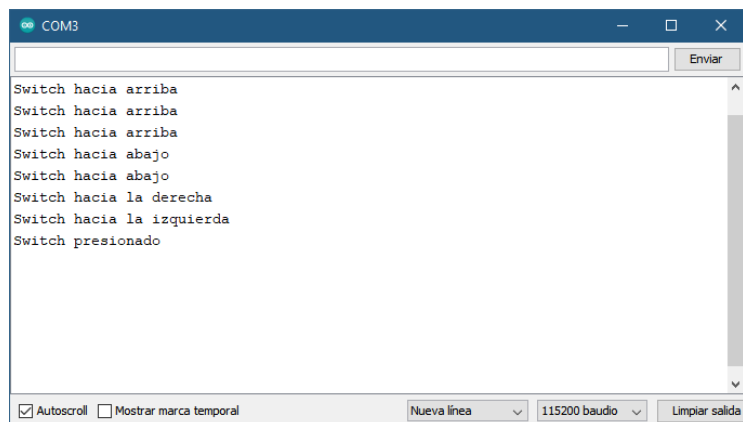 COM3
Enviar
Switch hacia arriba
Switch hacia arriba
Switch hacia arriba
Switch hacia abajo
Switch hacia abajo
Switch hacia la derecha
Switch hacia la izquierda
Switch presionado
Autoscroll Mostrar marca temporal Nueva línea 115200 baudio Limpiar salida